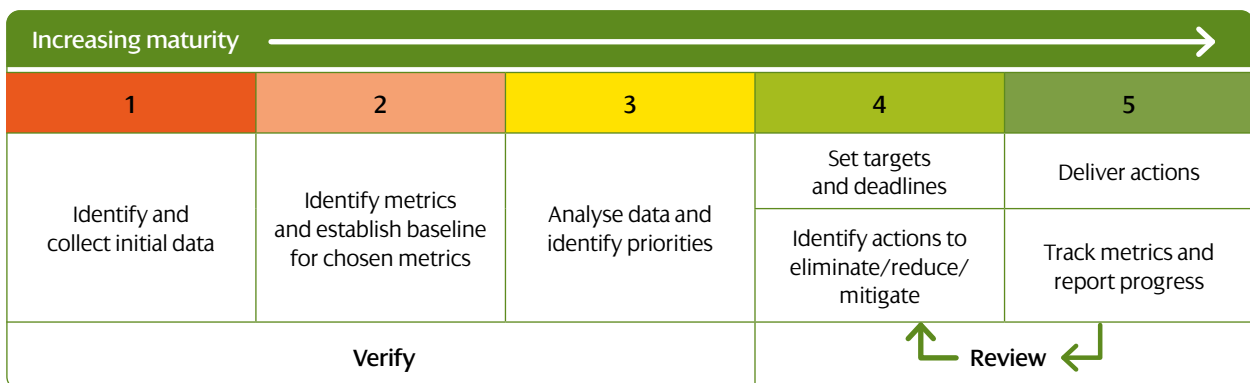 Increasing maturity
1
2
3
4
5
Identify and
collect initial data
Identify metrics
and establish baseline
for chosen metrics
Analyse data and
identify priorities
Set targets
and deadlines
Deliver actions
Identify actions to
eliminate/reduce/
mitigate
Track metrics and
report progress
Verify
Review